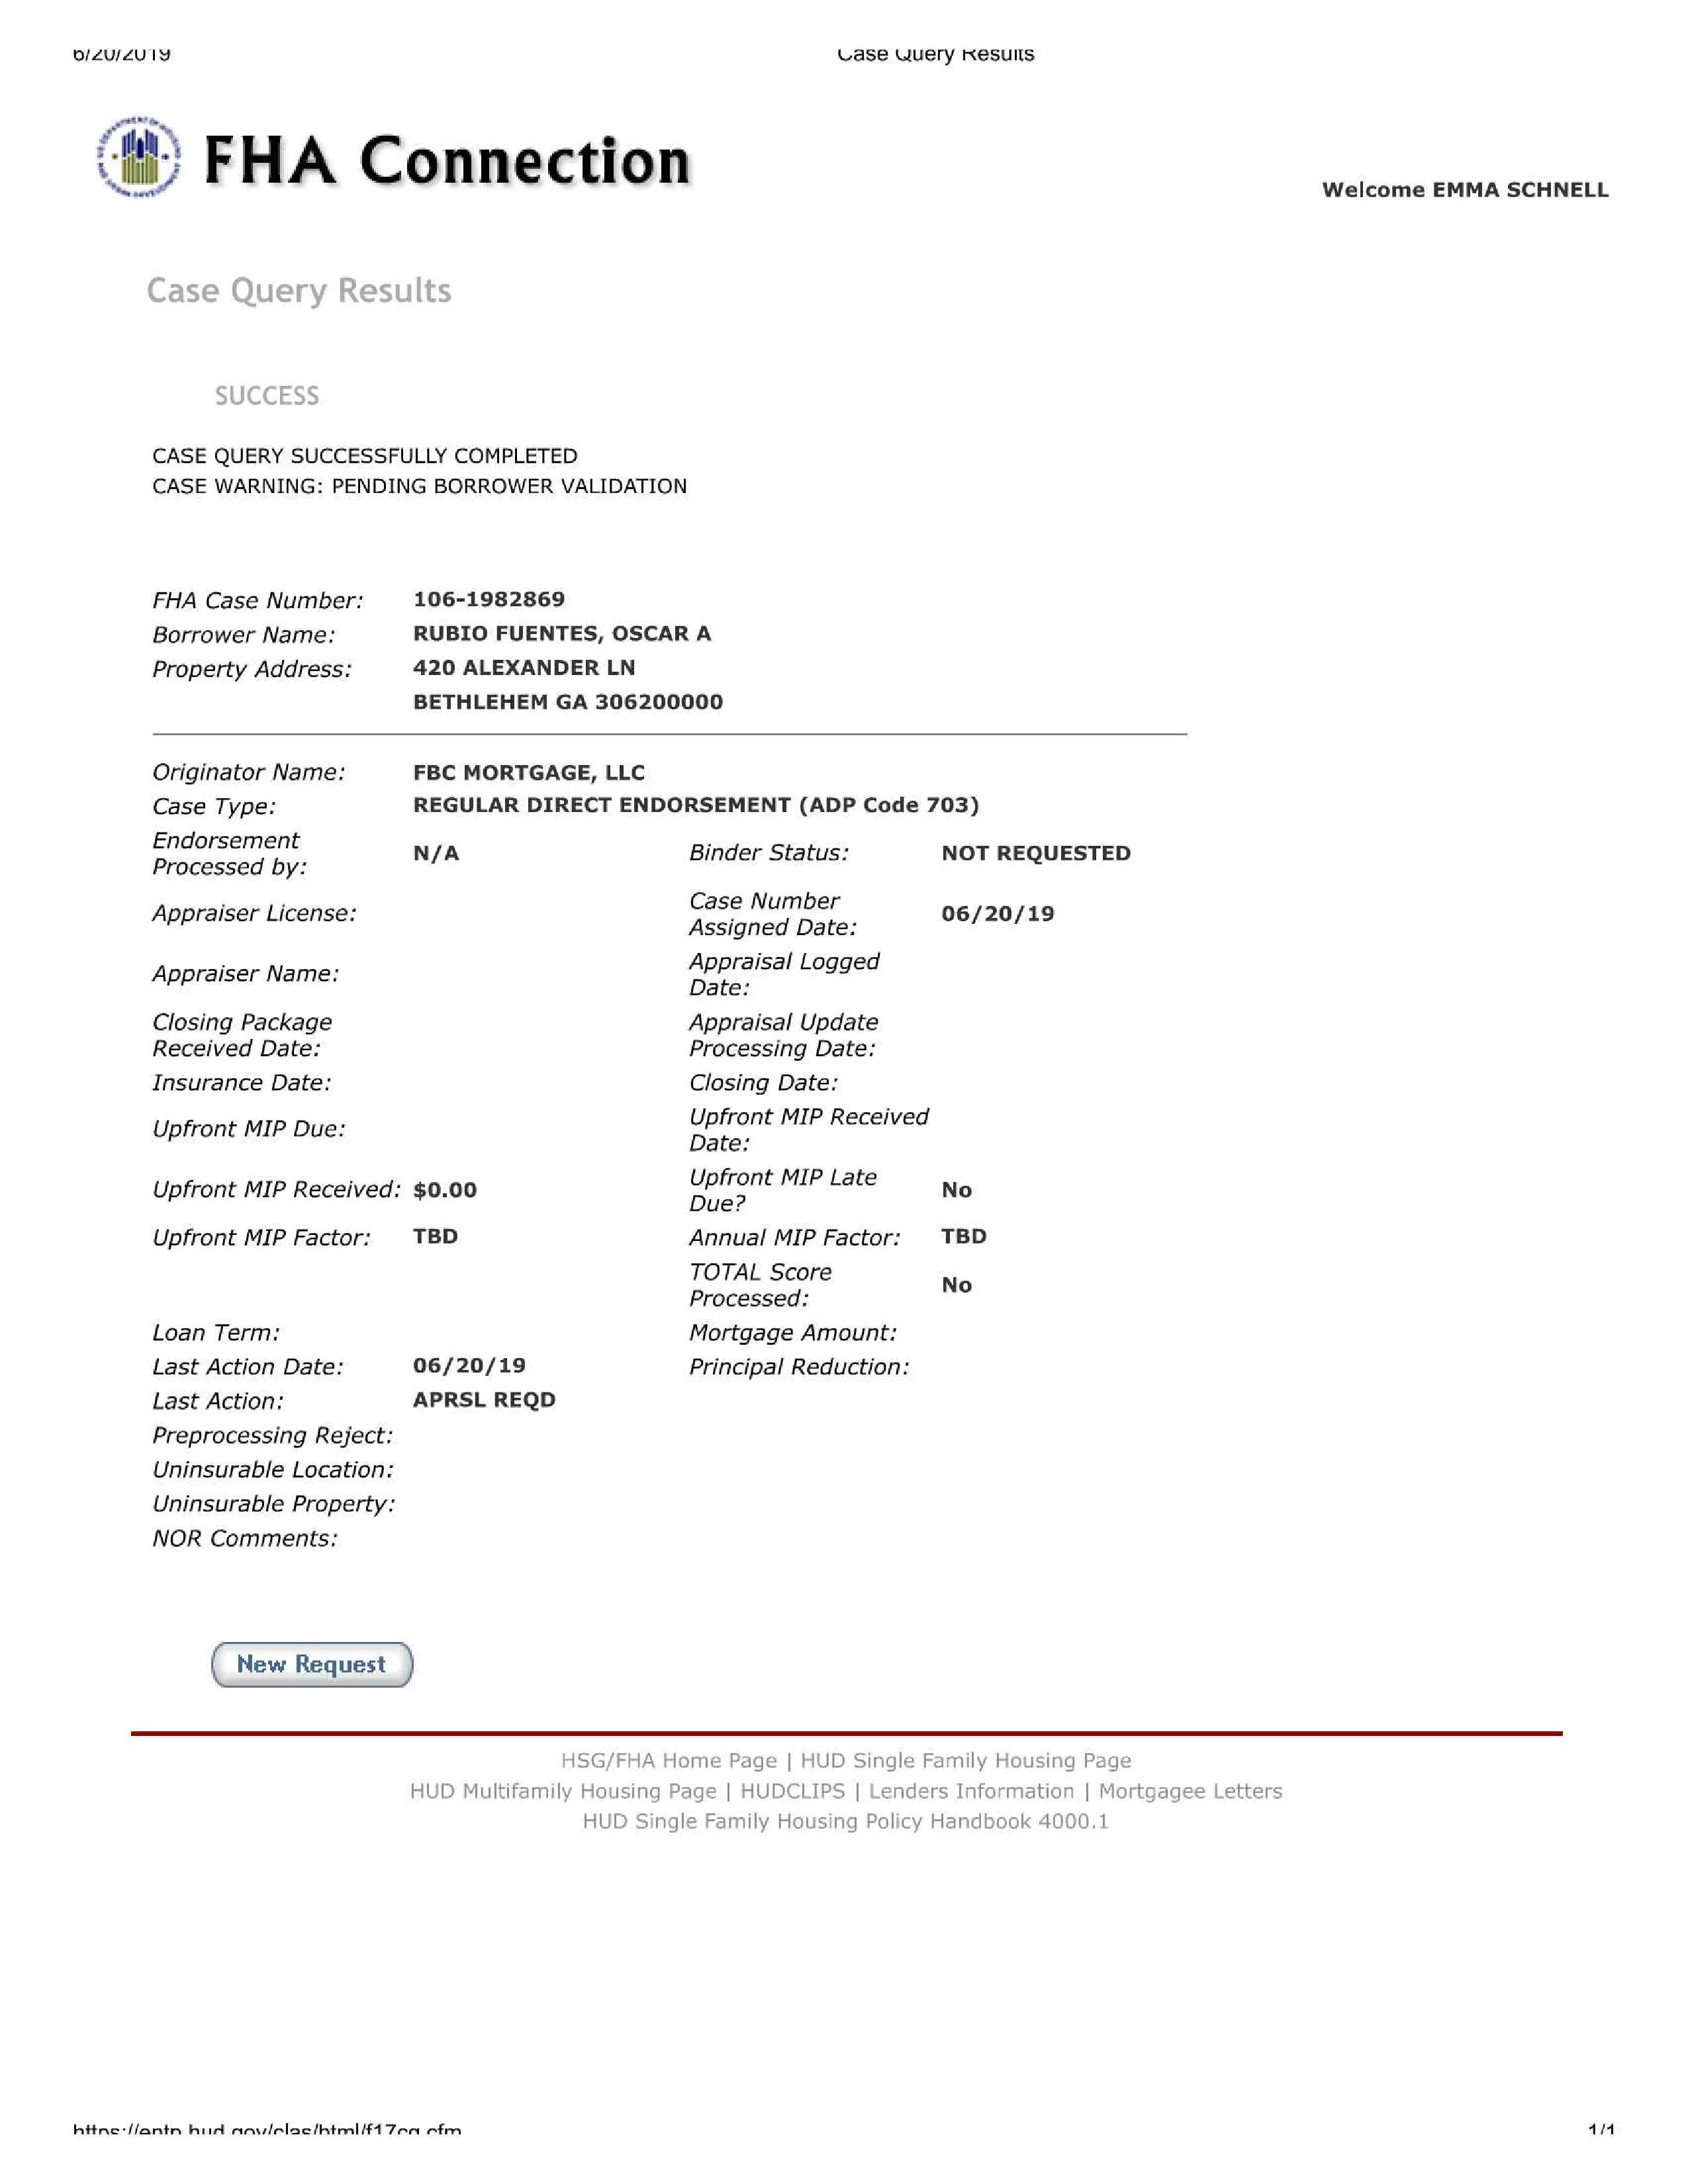 6/20/2019 Case Query Results
FHA Connection
Welcome EMMA SCHNELL
Case Query Results
SUCCESS
CASE QUERY SUCCESSFULLY COMPLETED
CASE WARNING: PENDING BORROWER VALIDATION
FHA Case Number: 106-1982869
Borrower Name: RUBIO FUENTES, OSCAR A
Property Address: 420 ALEXANDER LN
BETHLEHEM GA 306200000
Originator Name: FBC MORTGAGE, LLC
Case Type: REGULAR DIRECT ENDORSEMENT (ADP Code 703)
Endorsement
Processed by: N/A Binder Status: NOT REQUESTED
Appraiser License: Case Number
Assigned Date: 06/20/19
Appraiser Name: Appraisal Logged
Date:
Closing Package Appraisal Update
Received Date: Processing Date:
Insurance Date: Closing Date:
Upfront MIP Due: Upfront MIP Received
Date:
Upfront MIP Received: $0.00 Upfront MIP Late
Due? No
Upfront MIP Factor: TBD Annual MIP Factor: TBD
TOTAL Score
Processed: No
Loan Term: Mortgage Amount:
Last Action Date: 06/20/19 Principal Reduction:
Last Action: APRSL REQD
Preprocessing Reject:
Uninsurable Location:
Uninsurable Property:
NOR Comments:
New Request
HSG/FHA Home Page | HUD Single Family Housing Page
HUD Multifamily Housing Page | HUDCLIPS | Lenders Information | Mortgagee Letters
HUD Single Family Housing Policy Handbook 4000.1
https://entp.hud.gov/clas/html/f17cq.cfm 1/1